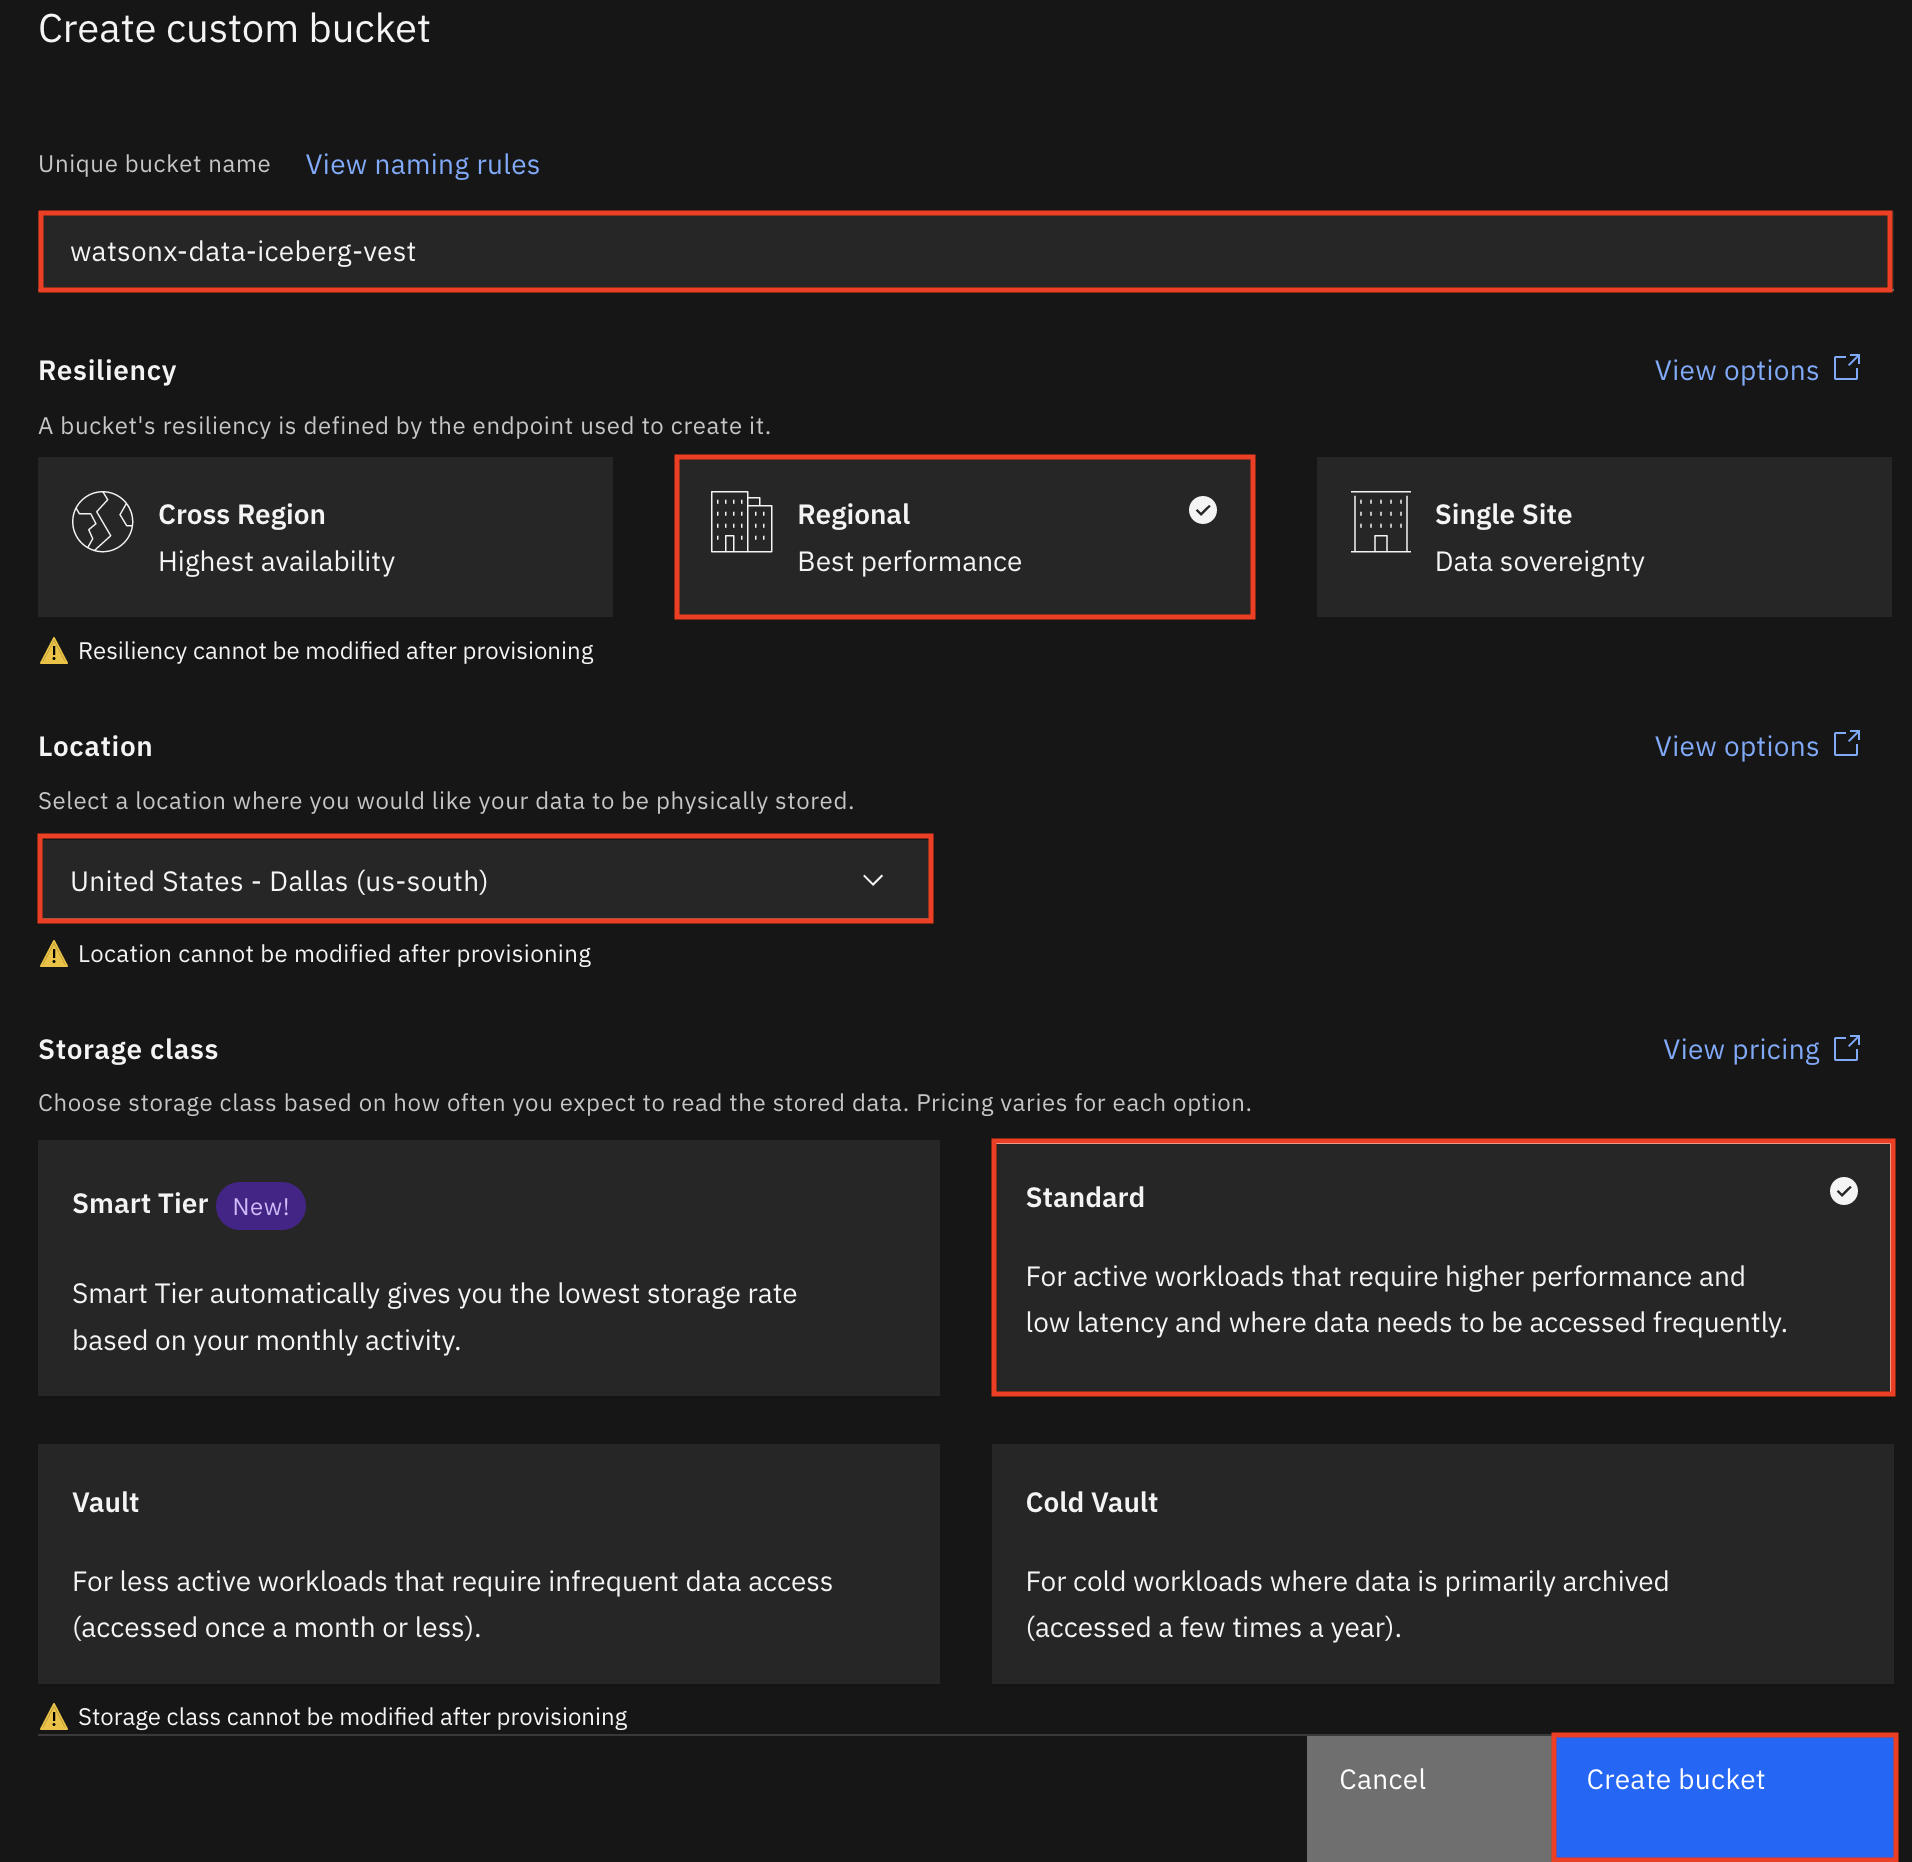 Create custom bucket
Unique bucket name View naming rules
watsonx-data-iceberg-vest
Resiliency View options
A bucket's resiliency is defined by the endpoint used to create it.
Cross Region
Highest availability
Regional
Best performance
Single Site
Data sovereignty
Resiliency cannot be modified after provisioning
Location View options
Select a location where you would like your data to be physically stored.
United States - Dallas (us-south)
Location cannot be modified after provisioning
Storage class View pricing
Choose storage class based on how often you expect to read the stored data. Pricing varies for each option.
Smart Tier New!
Smart Tier automatically gives you the lowest storage rate
based on your monthly activity.
Standard
For active workloads that require higher performance and
low latency and where data needs to be accessed frequently.
Vault
For less active workloads that require infrequent data access
(accessed once a month or less).
Cold Vault
For cold workloads where data is primarily archived
(accessed a few times a year).
Storage class cannot be modified after provisioning
Cancel Create bucket